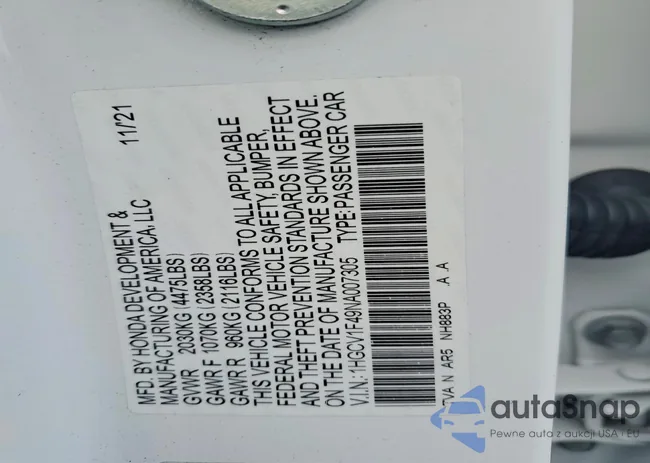 MFD. BY HONDA DEVELOPMENT &
MANUFACTURING OF AMERICA, LLC 11/21
GVWR 2030KG (4475LBS)
GAWR F 1070KG (2358LBS)
GAWR R 960KG (2116LBS)
THIS VEHICLE CONFORMS TO ALL APPLICABLE
FEDERAL MOTOR VEHICLE SAFETY, BUMPER,
AND THEFT PREVENTION STANDARDS IN EFFECT
ON THE DATE OF MANUFACTURE SHOWN ABOVE.
V.I.N.: 1HGCV1F49NA007305 TYPE: PASSENGER CAR
TVA N AR5 NH883P A A
autaSnap
Pewne auta z aukcji USA i EU